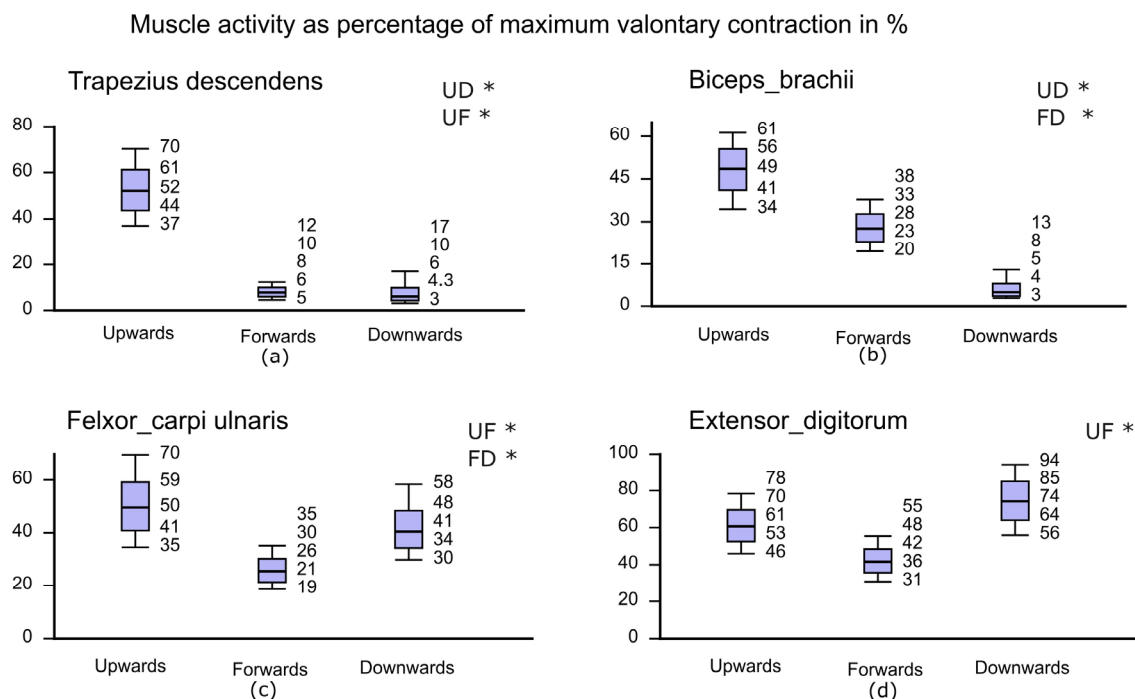 Muscle activity as percentage of maximum valontary contraction in %
Trapezius descendens
UD *
UF *
80
60
40
20
0
70
61
52
44
37
12
10
8
6
5
17
10
6
4.3
3
Upwards
Forwards
Downwards
(a)
Biceps_brachii
UD *
FD *
60
45
30
15
0
61
56
49
41
34
38
33
28
23
20
13
8
5
4
3
Upwards
Forwards
Downwards
(b)
Felxor_carpi ulnaris
UF *
FD *
60
40
20
0
70
59
50
41
35
35
30
26
21
19
58
48
41
34
30
Upwards
Forwards
Downwards
(c)
Extensor_digitorum
UF *
100
80
60
40
20
0
78
70
61
53
46
55
48
42
36
31
94
85
74
64
56
Upwards
Forwards
Downwards
(d)